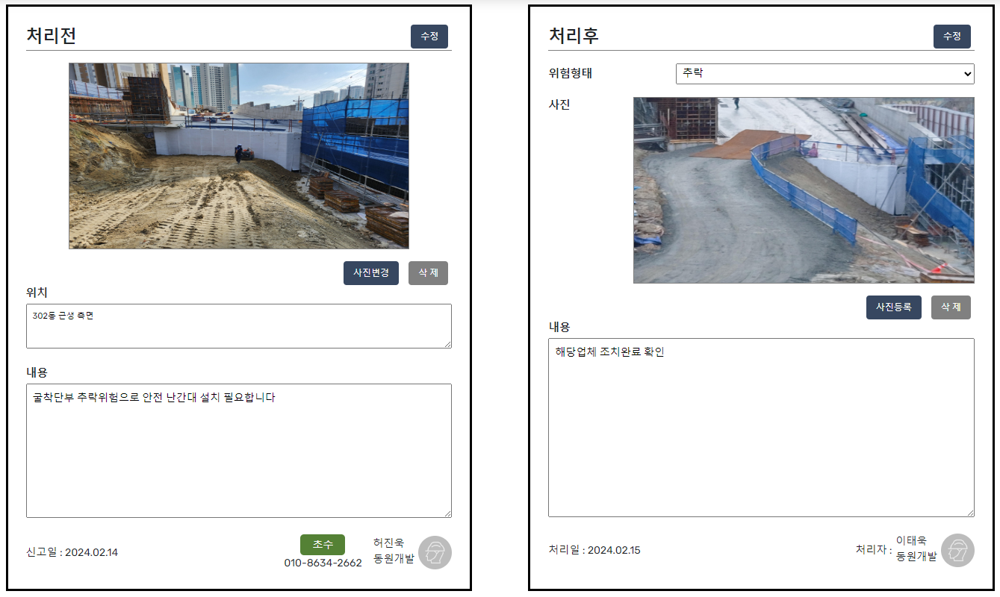 처리전
수정
사진변경
삭 제
위치
302동 근생 측면
내용
굴착단부 추락위험으로 안전 난간대 설치 필요합니다
신고일 : 2024.02.14
초수
010-8634-2662
허진욱
동원개발
처리후
수정
위험형태
추락
사진
사진등록
삭 제
내용
해당업체 조치완료 확인
처리일 : 2024.02.15
처리자 :
이태욱
동원개발